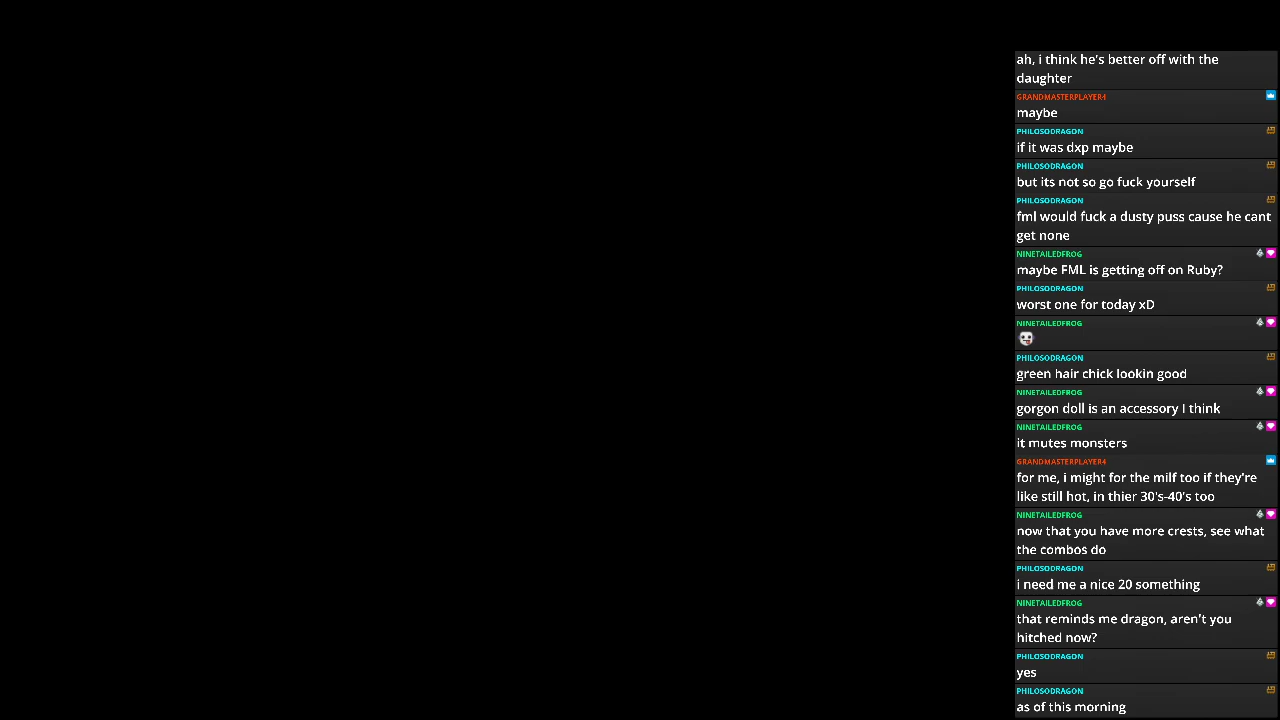 ah, i think he's better off with the
daughter
GRANDMASTERPLAYER4
maybe
PHILOSODRAGON
if it was dxp maybe
PHILOSODRAGON
but its not so go fuck yourself
PHILOSODRAGON
fml would fuck a dusty puss cause he cant
get none
NINETAILEDFROG
maybe FML is getting off on Ruby?
PHILOSODRAGON
worst one for today xD
NINETAILEDFROG
PHILOSODRAGON
green hair chick lookin good
NINETAILEDFROG
gorgon doll is an accessory I think
NINETAILEDFROG
it mutes monsters
GRANDMASTERPLAYER4
for me, i might for the milf too if they're
like still hot, in thier 30's-40's too
NINETAILEDFROG
now that you have more crests, see what
the combos do
PHILOSODRAGON
i need me a nice 20 something
NINETAILEDFROG
that reminds me dragon, aren't you
hitched now?
PHILOSODRAGON
yes
PHILOSODRAGON
as of this morning